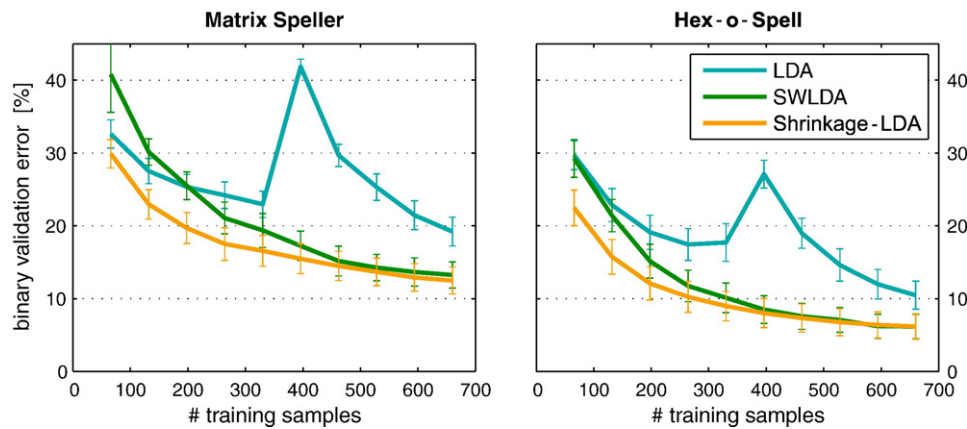 Matrix Speller
Hex-o-Spell
binary validation error [%]
40
30
20
10
0
0 100 200 300 400 500 600 700
# training samples
LDA
SWLDA
Shrinkage-LDA
40
30
20
10
0
0 100 200 300 400 500 600 700
# training samples